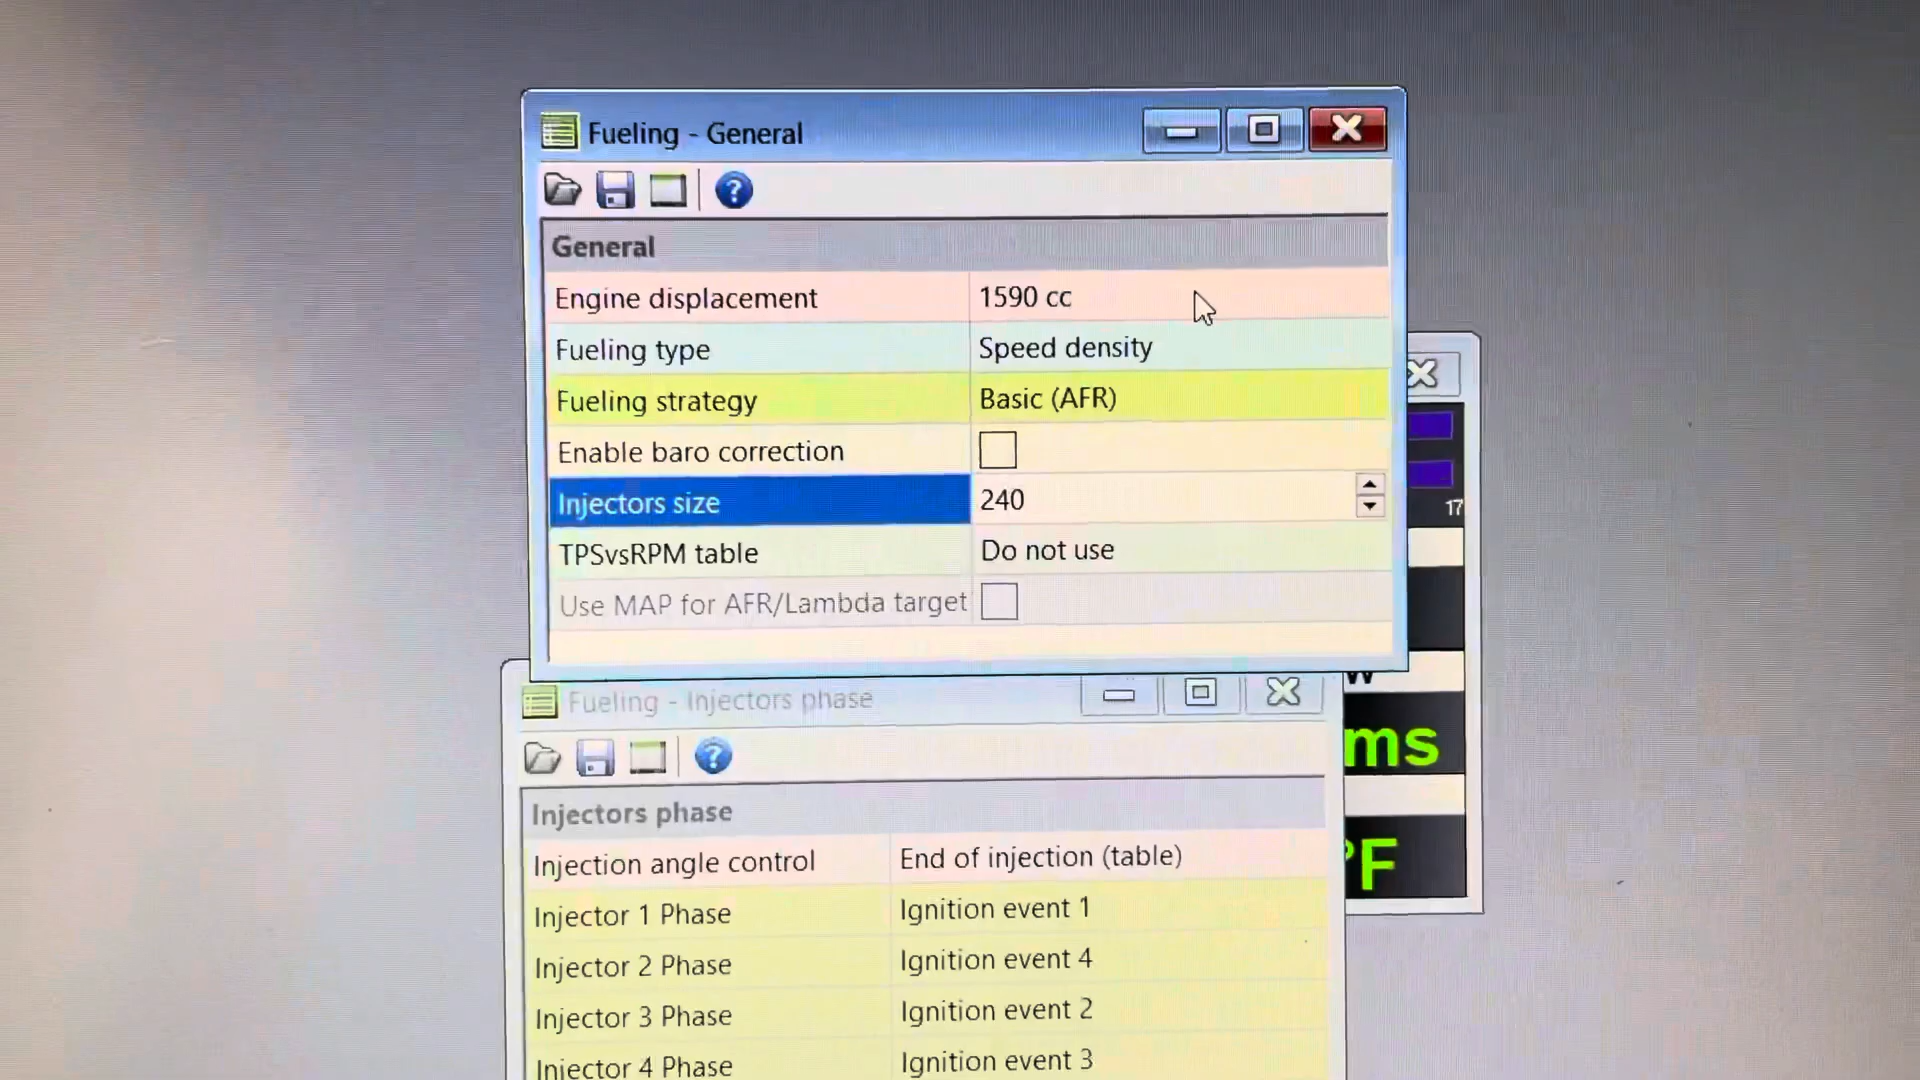 Fueling - General
General
Engine displacement 1590 cc
Fueling type Speed density
Fueling strategy Basic (AFR)
Enable baro correction
Injectors size 240
TPSvsRPM table Do not use
Use MAP for AFR/Lambda target
17
ms
F
Fueling - Injectors phase
Injectors phase
Injection angle control End of injection (table)
Injector 1 Phase Ignition event 1
Injector 2 Phase Ignition event 4
Injector 3 Phase Ignition event 2
Injector 4 Phase Ignition event 3